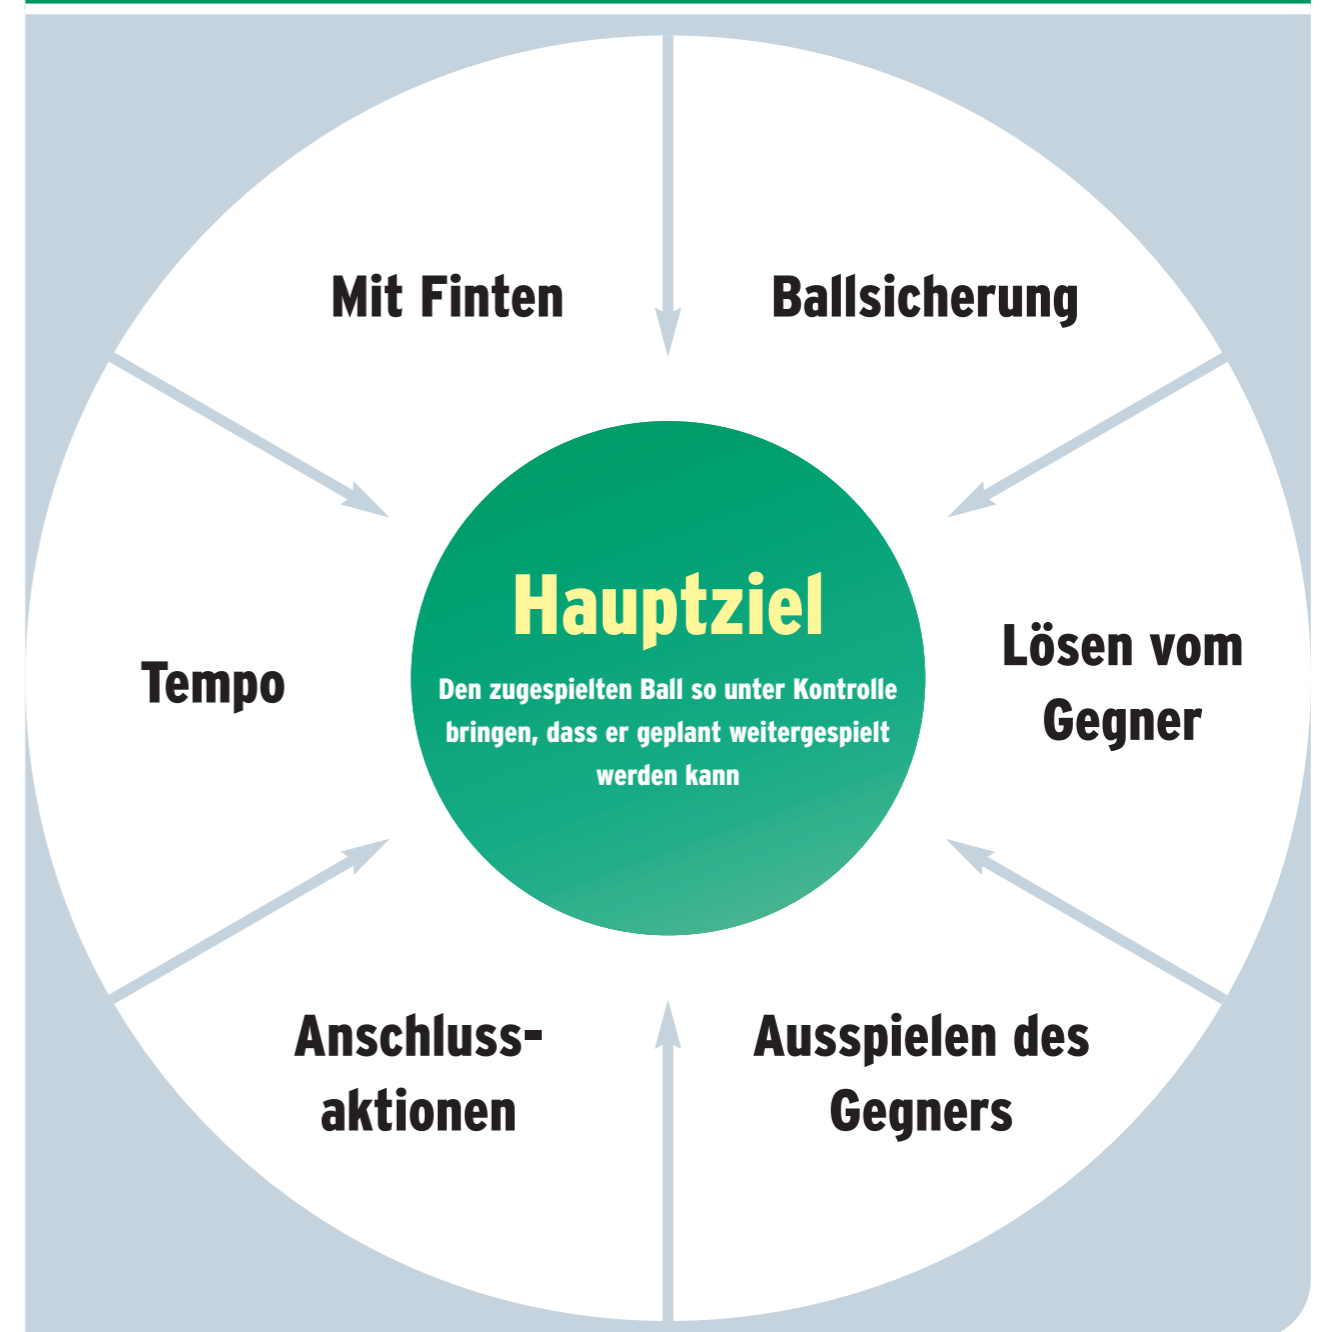 Mit Finten
Ballsicherung
Hauptziel
Den zugespielten Ball so unter Kontrolle
bringen, dass er geplant weitergespielt
werden kann
Tempo
Lösen vom
Gegner
Anschluss-
aktionen
Ausspielen des
Gegners